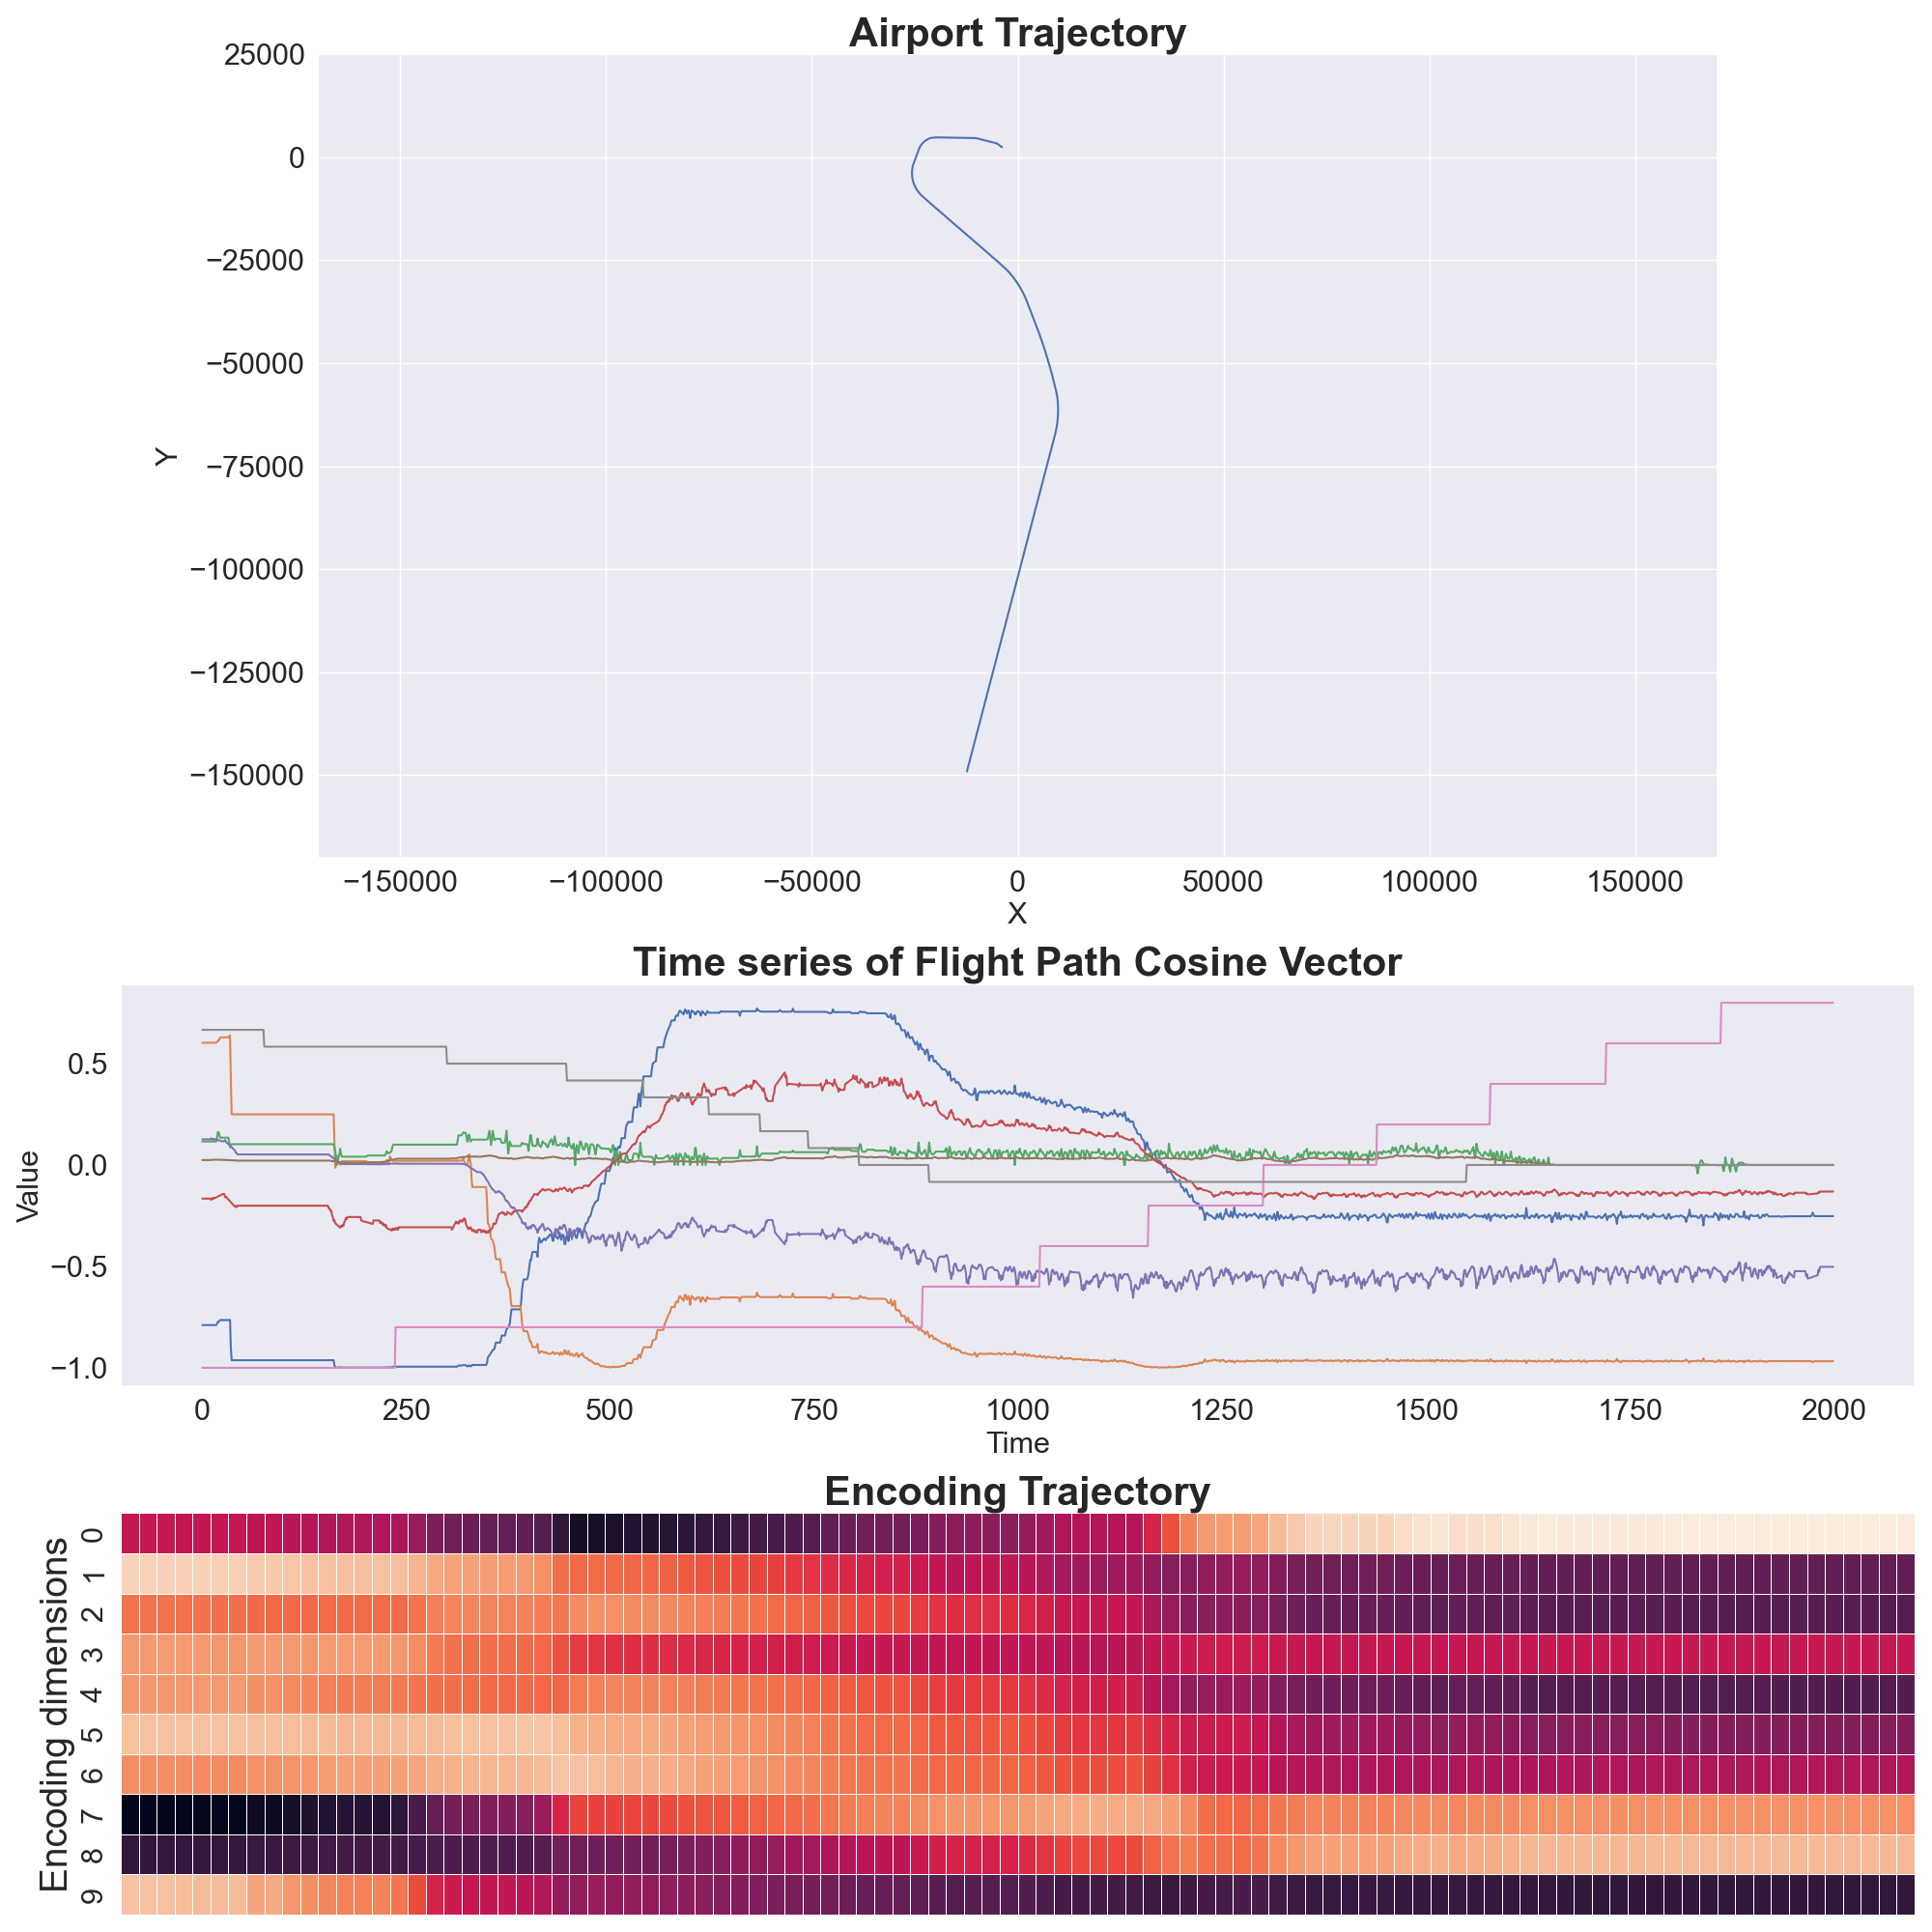 Airport Trajectory
25000
0
−25000
−50000
−75000
−100000
−125000
−150000
Y
−150000 −100000 −50000 0 50000 100000 150000
X
Time series of Flight Path Cosine Vector
0.5
0.0
−0.5
−1.0
Value
0 250 500 750 1000 1250 1500 1750 2000
Time
Encoding Trajectory
Encoding dimensions
0
1
2
3
4
5
6
7
8
9